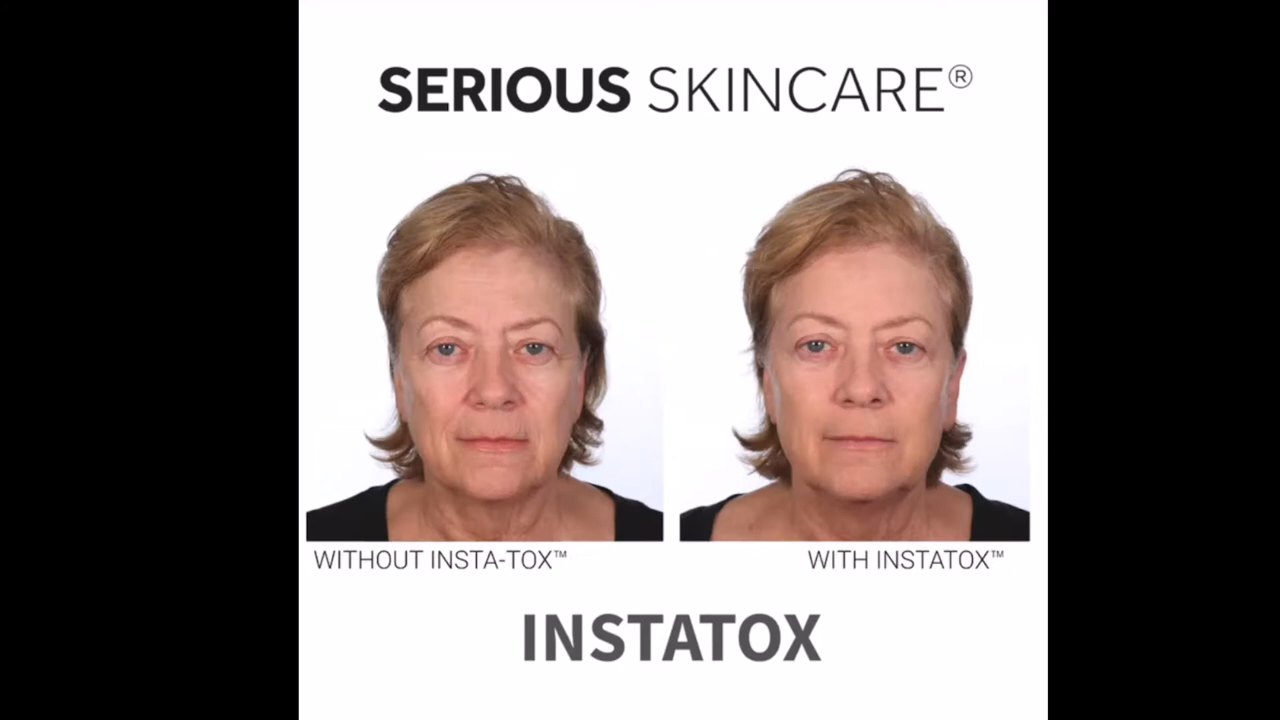 SERIOUS SKINCARE®
WITHOUT INSTA-TOX™
WITH INSTATOX™
INSTATOX